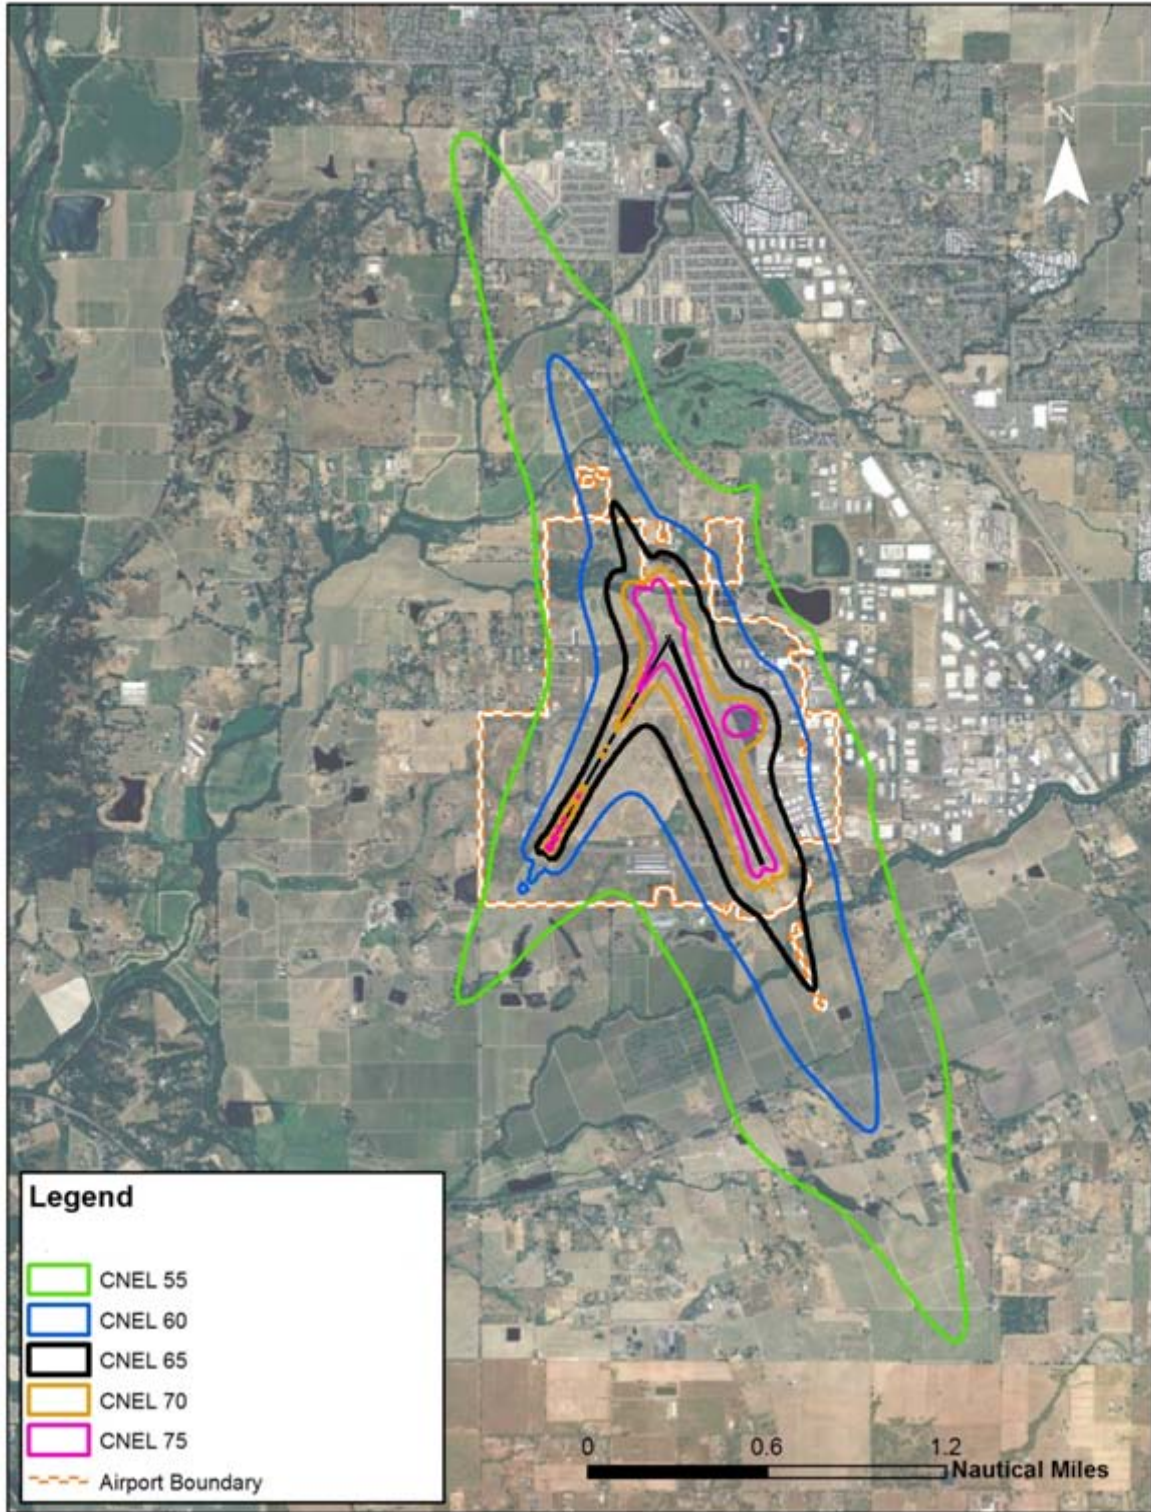 N
Legend
CNEL 55
CNEL 60
CNEL 65
CNEL 70
CNEL 75
Airport Boundary
0 0.6 1.2
Nautical Miles